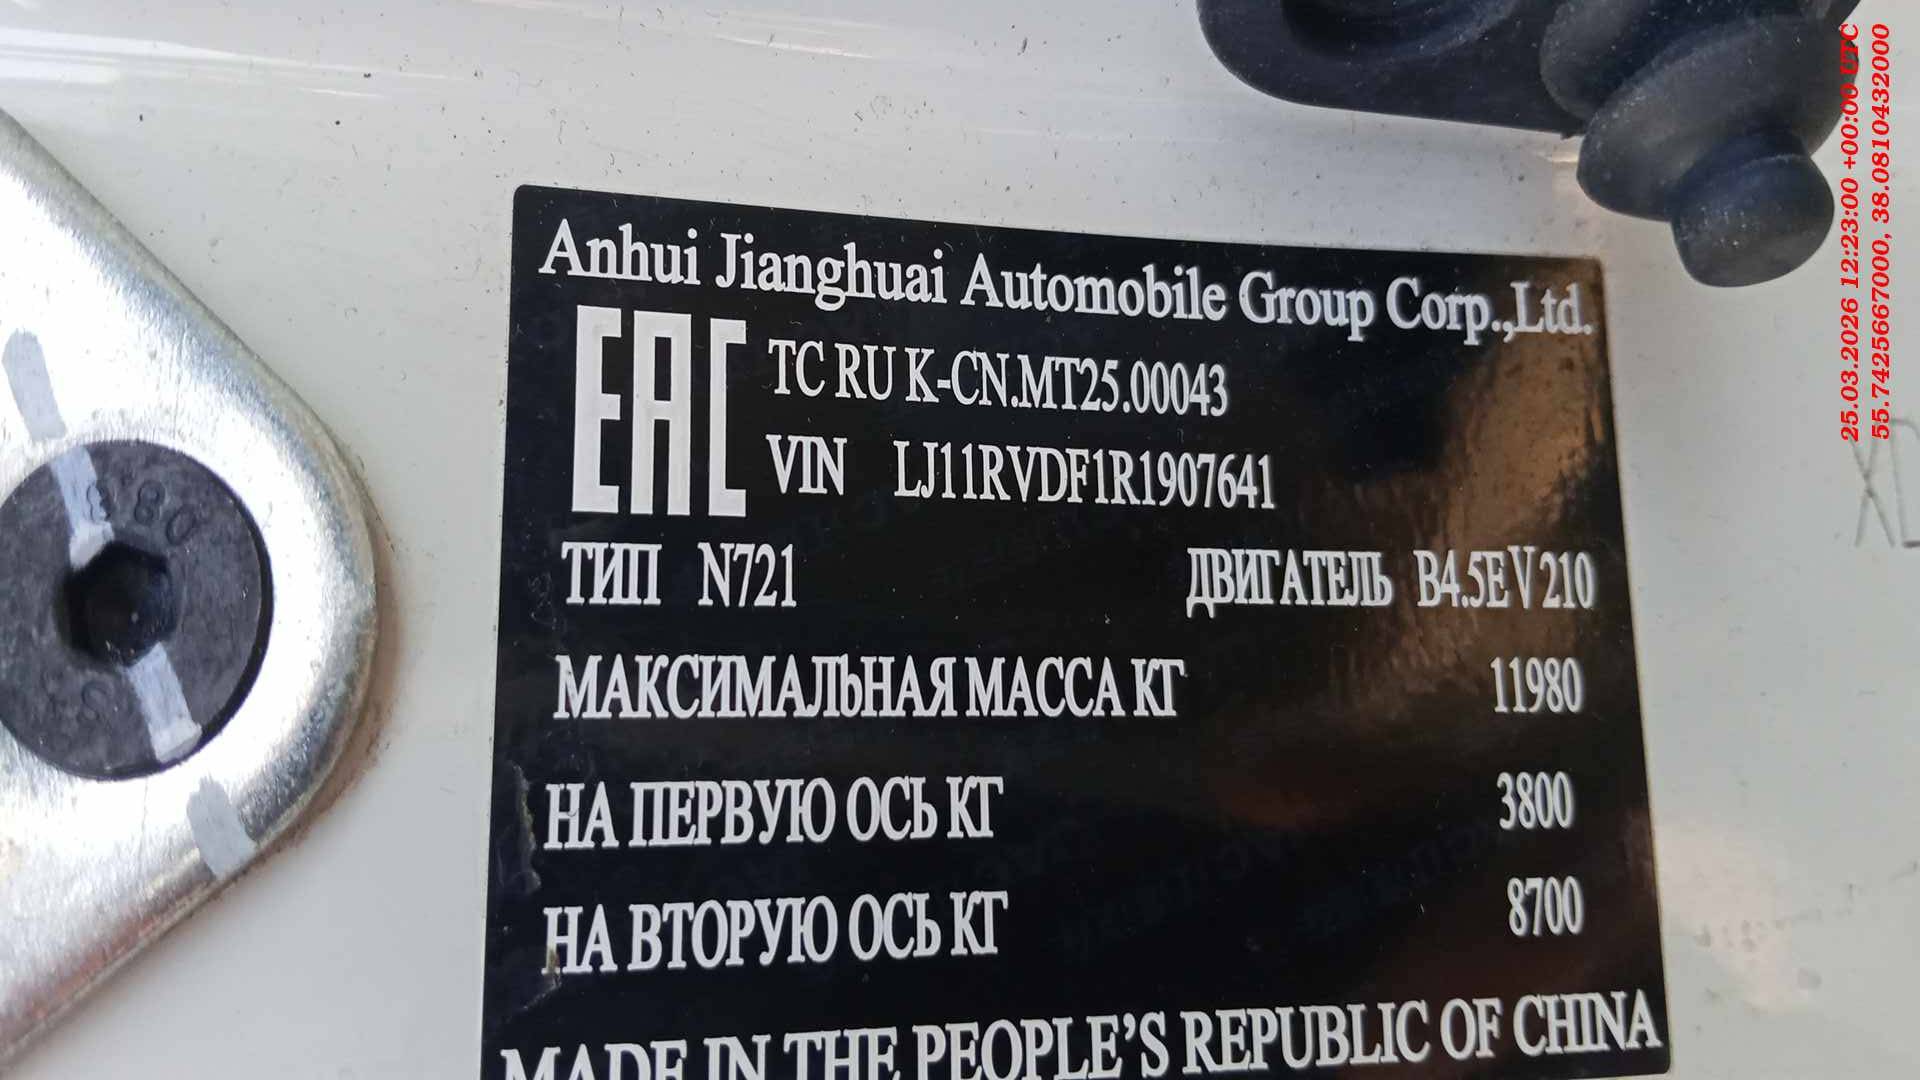 Anhui Jianghuai Automobile Group Corp.,Ltd.
EAC
TC RU К-CN.MT25.00043
VIN LJ11RVDF1R1907641
ТИП N721 ДВИГАТЕЛЬ B4.5EV210
МАКСИМАЛЬНАЯ МАССА КГ 11980
НА ПЕРВУЮ ОСЬ КГ 3800
НА ВТОРУЮ ОСЬ КГ 8700
MADE IN THE PEOPLE'S REPUBLIC OF CHINA
25.03.2026 12:23:00 +00:00 UTC
55.7422566700, 38.0810432000
XD